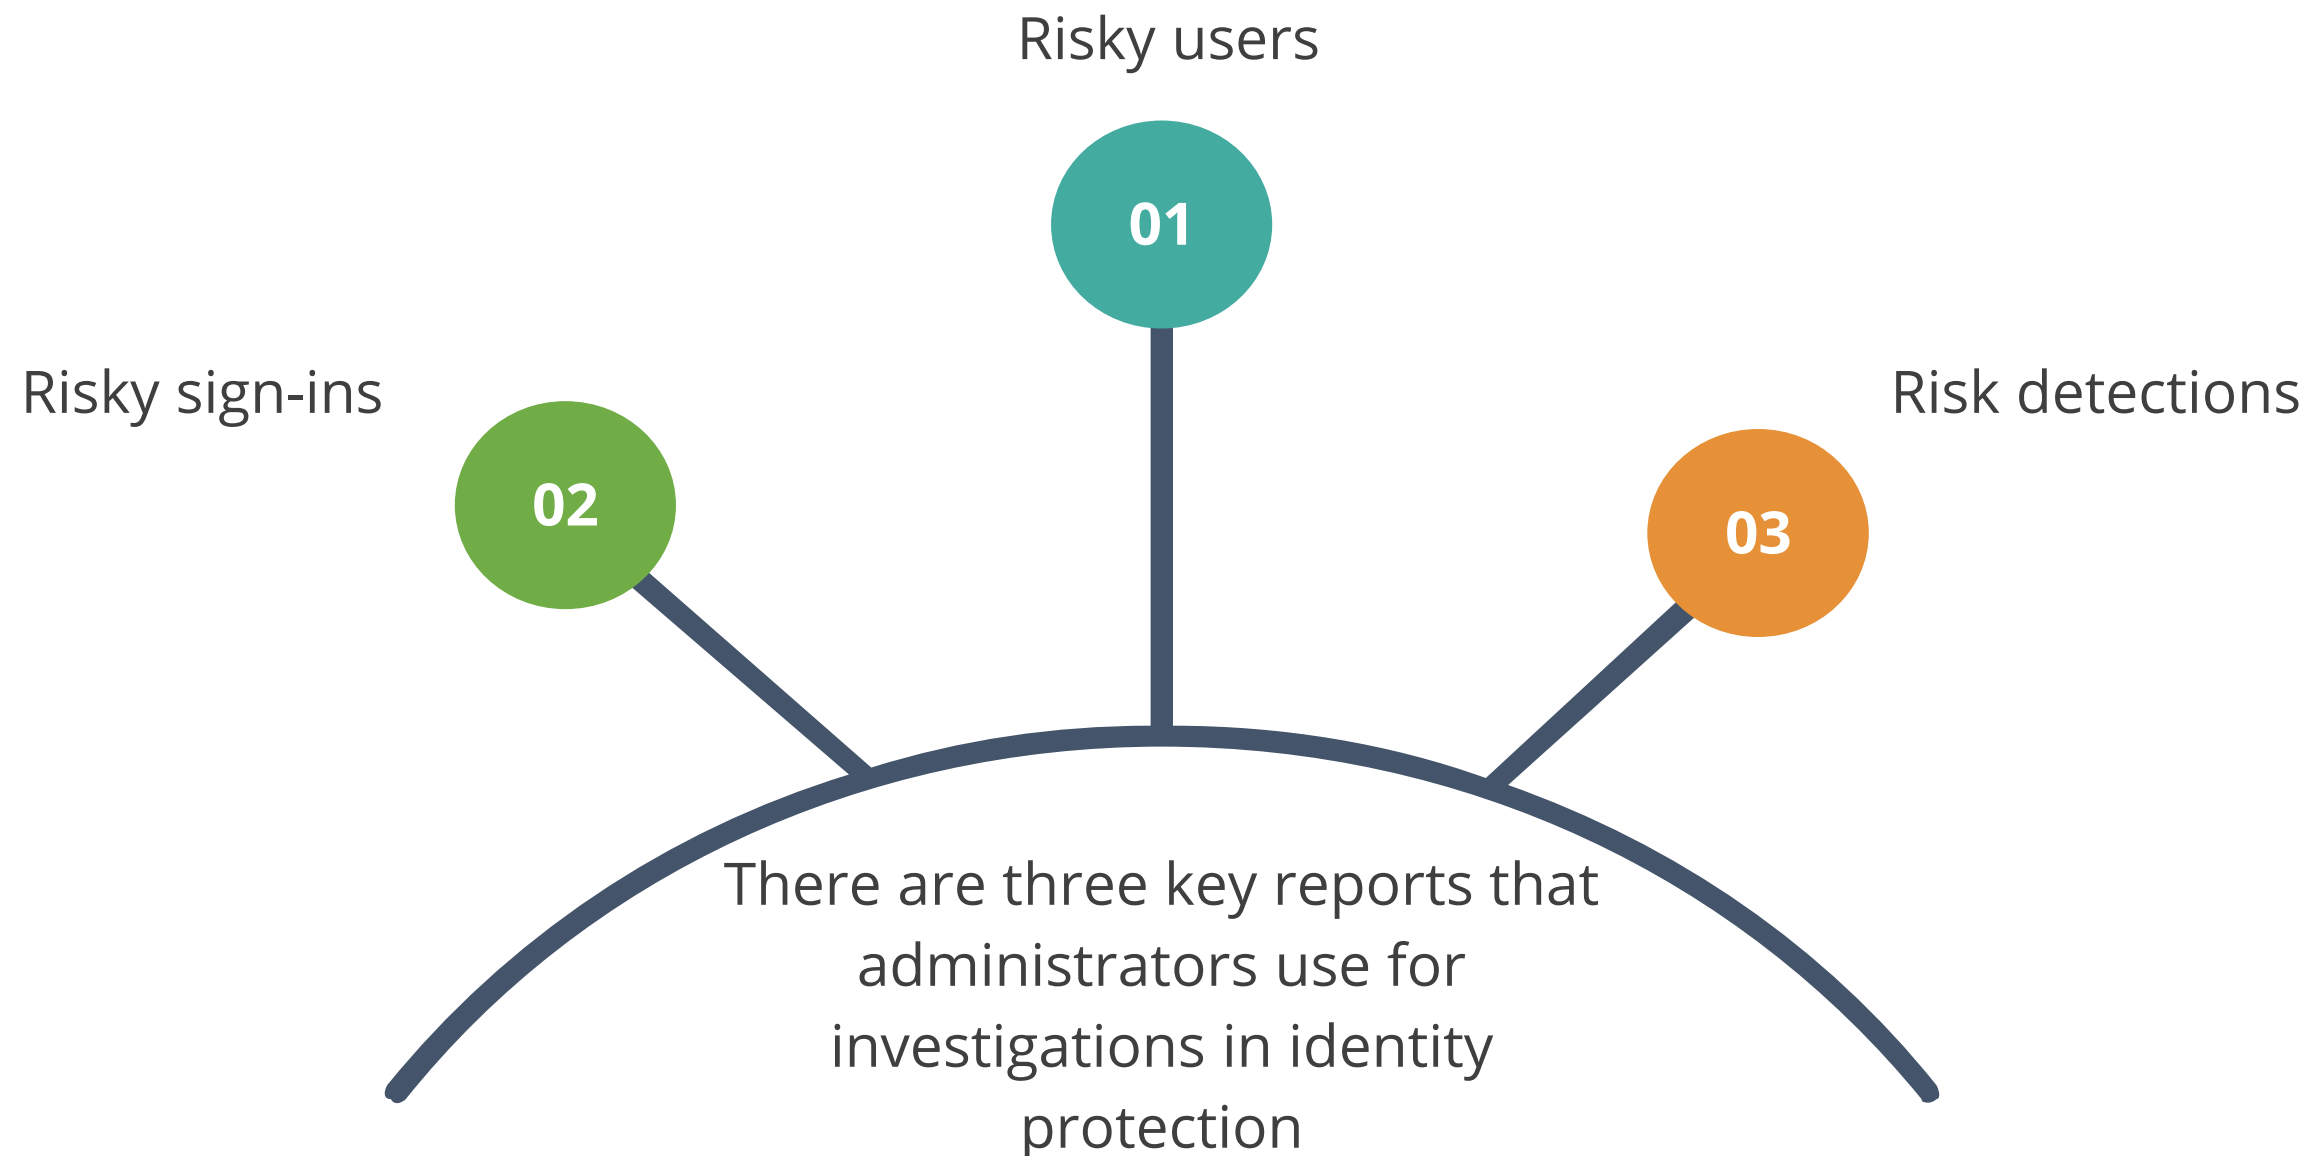 Risky users
01
Risky sign-ins
02
Risk detections
03
There are three key reports that
administrators use for
investigations in identity
protection